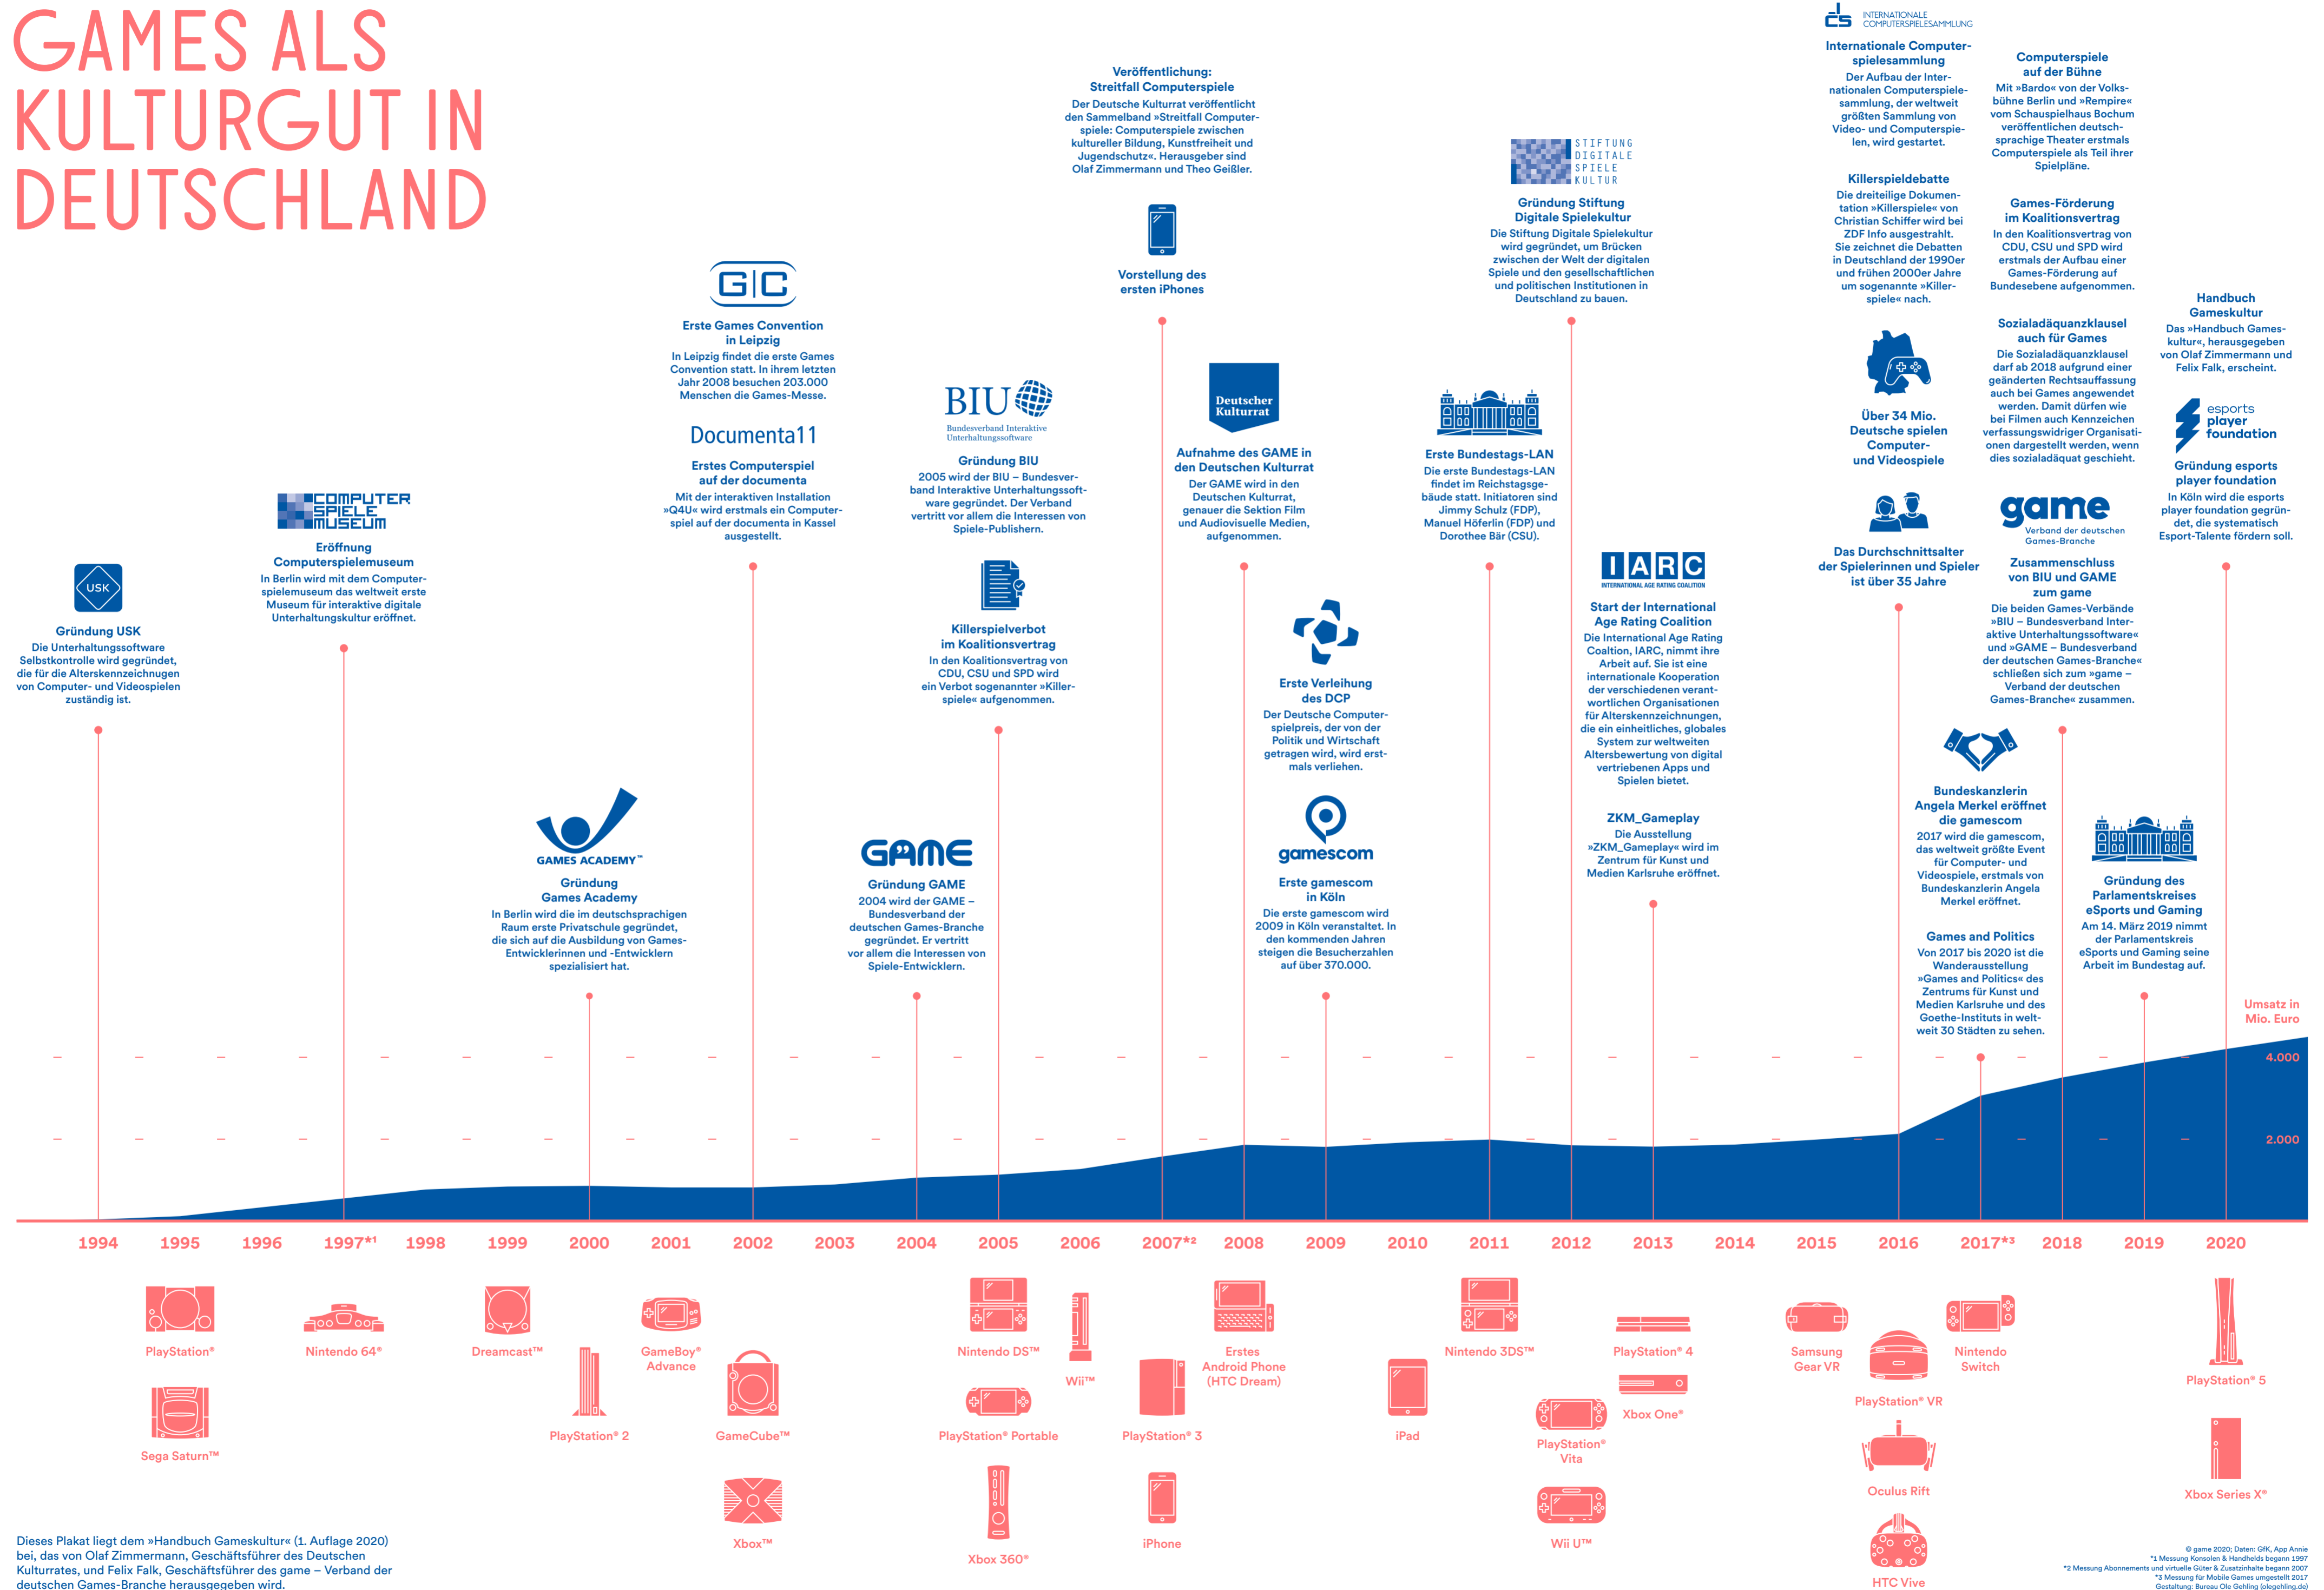 GAMES ALS
KULTURGUT IN
DEUTSCHLAND
USK
Gründung USK
Die Unterhaltungssoftware
Selbstkontrolle wird gegründet,
die für die Alterskennzeichnugen
von Computer- und Videospielen
zuständig ist.
COMPUTER
SPIELE
MUSEUM
Eröffnung
Computerspielemuseum
In Berlin wird mit dem Computer-
spielemuseum das weltweit erste
Museum für interaktive digitale
Unterhaltungskultur eröffnet.
GAMES ACADEMY™
Gründung
Games Academy
In Berlin wird die im deutschsprachigen
Raum erste Privatschule gegründet,
die sich auf die Ausbildung von Games-
Entwicklerinnen und -Entwicklern
spezialisiert hat.
G|C
Erste Games Convention
in Leipzig
In Leipzig findet die erste Games
Convention statt. In ihrem letzten
Jahr 2008 besuchen 203.000
Menschen die Games-Messe.
Documenta11
Erstes Computerspiel
auf der documenta
Mit der interaktiven Installation
»Q4U« wird erstmals ein Computer-
spiel auf der documenta in Kassel
ausgestellt.
GAME
Gründung GAME
2004 wird der GAME –
Bundesverband der
deutschen Games-Branche
gegründet. Er vertritt
vor allem die Interessen von
Spiele-Entwicklern.
BIU
Bundesverband Interaktive
Unterhaltungssoftware
Gründung BIU
2005 wird der BIU – Bundesver-
band Interaktive Unterhaltungssoft-
ware gegründet. Der Verband
vertritt vor allem die Interessen von
Spiele-Publishern.
Killerspielverbot
im Koalitionsvertrag
In den Koalitionsvertrag von
CDU, CSU und SPD wird
ein Verbot sogenannter »Killer-
spiele« aufgenommen.
Veröffentlichung:
Streitfall Computerspiele
Der Deutsche Kulturrat veröffentlicht
den Sammelband »Streitfall Computer-
spiele: Computerspiele zwischen
kultureller Bildung, Kunstfreiheit und
Jugendschutz«. Herausgeber sind
Olaf Zimmermann und Theo Geißler.
Vorstellung des
ersten iPhones
Deutscher
Kulturrat
Aufnahme des GAME in
den Deutschen Kulturrat
Der GAME wird in den
Deutschen Kulturrat,
genauer die Sektion Film
und Audiovisuelle Medien,
aufgenommen.
Erste Verleihung
des DCP
Der Deutsche Computer-
spielpreis, der von der
Politik und Wirtschaft
getragen wird, wird erst-
mals verliehen.
gamescom
Erste gamescom
in Köln
Die erste gamescom wird
2009 in Köln veranstaltet. In
den kommenden Jahren
steigen die Besucherzahlen
auf über 370.000.
Erste Bundestags-LAN
Die erste Bundestags-LAN
findet im Reichstagsge-
bäude statt. Initiatoren sind
Jimmy Schulz (FDP),
Manuel Höferlin (FDP) und
Dorothee Bär (CSU).
STIFTUNG
DIGITALE
SPIELE
KULTUR
Gründung Stiftung
Digitale Spielekultur
Die Stiftung Digitale Spielekultur
wird gegründet, um Brücken
zwischen der Welt der digitalen
Spiele und den gesellschaftlichen
und politischen Institutionen in
Deutschland zu bauen.
IARC
INTERNATIONAL AGE RATING COALITION
Start der International
Age Rating Coalition
Die International Age Rating
Coaltion, IARC, nimmt ihre
Arbeit auf. Sie ist eine
internationale Kooperation
der verschiedenen verant-
wortlichen Organisationen
für Alterskennzeichnungen,
die ein einheitliches, globales
System zur weltweiten
Altersbewertung von digital
vertriebenen Apps und
Spielen bietet.
ZKM_Gameplay
Die Ausstellung
»ZKM_Gameplay« wird im
Zentrum für Kunst und
Medien Karlsruhe eröffnet.
ICS INTERNATIONALE
COMPUTERSPIELESAMMLUNG
Internationale Computer-
spielesammlung
Der Aufbau der Inter-
nationalen Computerspiele-
sammlung, der weltweit
größten Sammlung von
Video- und Computerspie-
len, wird gestartet.
Killerspieldebatte
Die dreiteilige Dokumen-
tation »Killerspiele« von
Christian Schiffer wird bei
ZDF Info ausgestrahlt.
Sie zeichnet die Debatten
in Deutschland der 1990er
und frühen 2000er Jahre
um sogenannte »Killer-
spiele« nach.
Über 34 Mio.
Deutsche spielen
Computer-
und Videospiele
Das Durchschnittsalter
der Spielerinnen und Spieler
ist über 35 Jahre
Bundeskanzlerin
Angela Merkel eröffnet
die gamescom
2017 wird die gamescom,
das weltweit größte Event
für Computer- und
Videospiele, erstmals von
Bundeskanzlerin Angela
Merkel eröffnet.
Games and Politics
Von 2017 bis 2020 ist die
Wanderausstellung
»Games and Politics« des
Zentrums für Kunst und
Medien Karlsruhe und des
Goethe-Instituts in welt-
weit 30 Städten zu sehen.
Computerspiele
auf der Bühne
Mit »Bardo« von der Volks-
bühne Berlin und »Rempire«
vom Schauspielhaus Bochum
veröffentlichen deutsch-
sprachige Theater erstmals
Computerspiele als Teil ihrer
Spielpläne.
Games-Förderung
im Koalitionsvertrag
In den Koalitionsvertrag von
CDU, CSU und SPD wird
erstmals der Aufbau einer
Games-Förderung auf
Bundesebene aufgenommen.
Sozialadäquanzklausel
auch für Games
Die Sozialadäquanzklausel
darf ab 2018 aufgrund einer
geänderten Rechtsauffassung
auch bei Games angewendet
werden. Damit dürfen wie
bei Filmen auch Kennzeichen
verfassungswidriger Organisati-
onen dargestellt werden, wenn
dies sozialadäquat geschieht.
game
Verband der deutschen
Games-Branche
Zusammenschluss
von BIU und GAME
zum game
Die beiden Games-Verbände
»BIU – Bundesverband Inter-
aktive Unterhaltungssoftware«
und »GAME – Bundesverband
der deutschen Games-Branche«
schließen sich zum »game –
Verband der deutschen
Games-Branche« zusammen.
Gründung des
Parlamentskreises
eSports und Gaming
Am 14. März 2019 nimmt
der Parlamentskreis
eSports und Gaming seine
Arbeit im Bundestag auf.
Handbuch
Gameskultur
Das »Handbuch Games-
kultur«, herausgegeben
von Olaf Zimmermann und
Felix Falk, erscheint.
esports
player
foundation
Gründung esports
player foundation
In Köln wird die esports
player foundation gegrün-
det, die systematisch
Esport-Talente fördern soll.
Umsatz in
Mio. Euro
4.000
2.000
1994 1995 1996 1997*¹ 1998 1999 2000 2001 2002 2003 2004 2005 2006 2007*² 2008 2009 2010 2011 2012 2013 2014 2015 2016 2017*³ 2018 2019 2020
PlayStation®
Sega Saturn™
Nintendo 64®
Dreamcast™
PlayStation® 2
GameBoy®
Advance
GameCube™
Xbox™
Nintendo DS™
PlayStation® Portable
Xbox 360®
Wii™
PlayStation® 3
iPhone
Erstes
Android Phone
(HTC Dream)
iPad
Nintendo 3DS™
PlayStation®
Vita
Wii U™
PlayStation® 4
Xbox One®
Samsung
Gear VR
PlayStation® VR
Oculus Rift
HTC Vive
Nintendo
Switch
PlayStation® 5
Xbox Series X®
Dieses Plakat liegt dem »Handbuch Gameskultur« (1. Auflage 2020)
bei, das von Olaf Zimmermann, Geschäftsführer des Deutschen
Kulturrates, und Felix Falk, Geschäftsführer des game – Verband der
deutschen Games-Branche herausgegeben wird.
© game 2020; Daten: GfK, App Annie
*1 Messung Konsolen & Handhelds begann 1997
*2 Messung Abonnements und virtuelle Güter & Zusatzinhalte begann 2007
*3 Messung für Mobile Games umgestellt 2017
Gestaltung: Bureau Ole Gehling (olegehling.de)